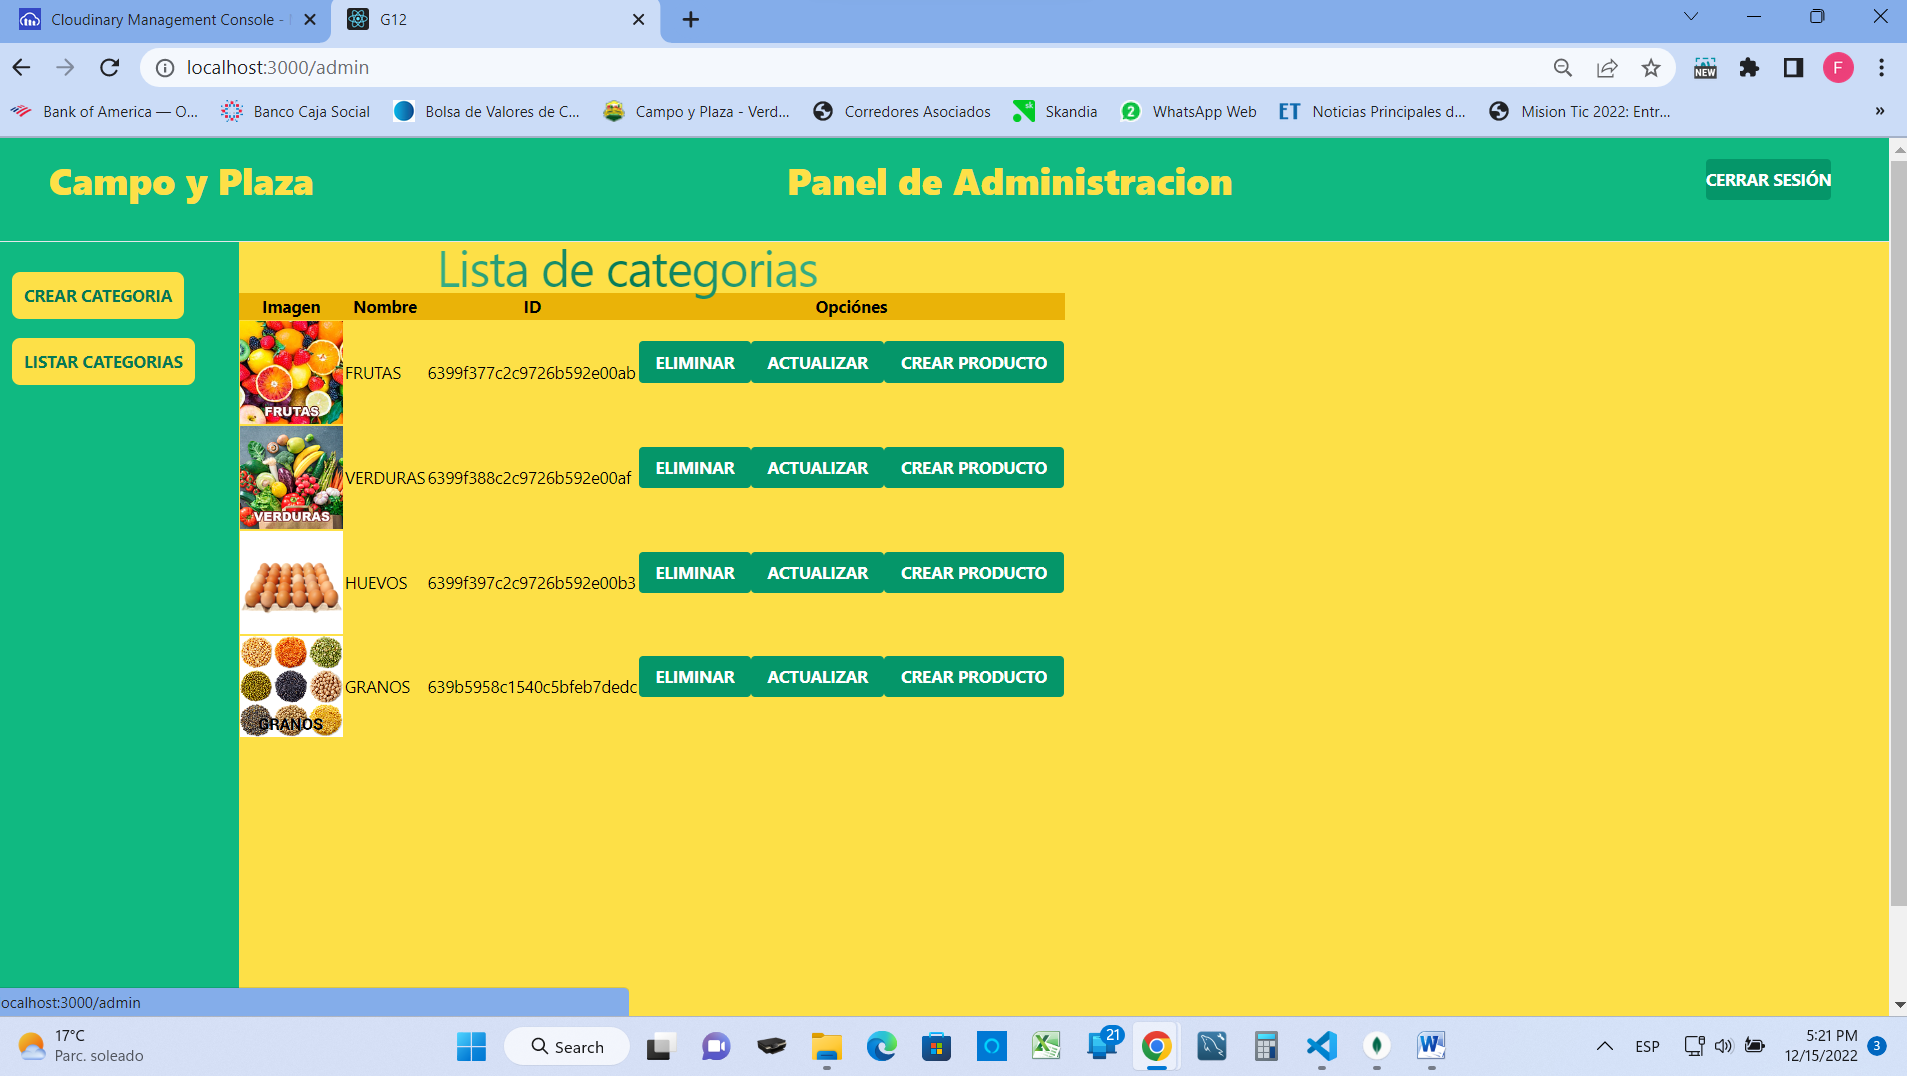 Cloudinary Management Console -
G12
localhost:3000/admin
NEW
F
Bank of America — O...
Banco Caja Social
Bolsa de Valores de C...
Campo y Plaza - Verd...
Corredores Asociados
sk
Skandia
2
WhatsApp Web
ET
Noticias Principales d...
Mision Tic 2022: Entr...
»
Campo y Plaza
Panel de Administracion
CERRAR SESIÓN
CREAR CATEGORIA
LISTAR CATEGORIAS
Lista de categorias
Imagen Nombre ID Opciónes
FRUTAS
FRUTAS 6399f377c2c9726b592e00ab ELIMINAR ACTUALIZAR CREAR PRODUCTO
VERDURAS
VERDURAS 6399f388c2c9726b592e00af ELIMINAR ACTUALIZAR CREAR PRODUCTO
HUEVOS 6399f397c2c9726b592e00b3 ELIMINAR ACTUALIZAR CREAR PRODUCTO
GRANOS
GRANOS 639b5958c1540c5bfeb7dedc ELIMINAR ACTUALIZAR CREAR PRODUCTO
ocalhost:3000/admin
17°C
Parc. soleado
Search
21
W
ESP
5:21 PM
12/15/2022
3